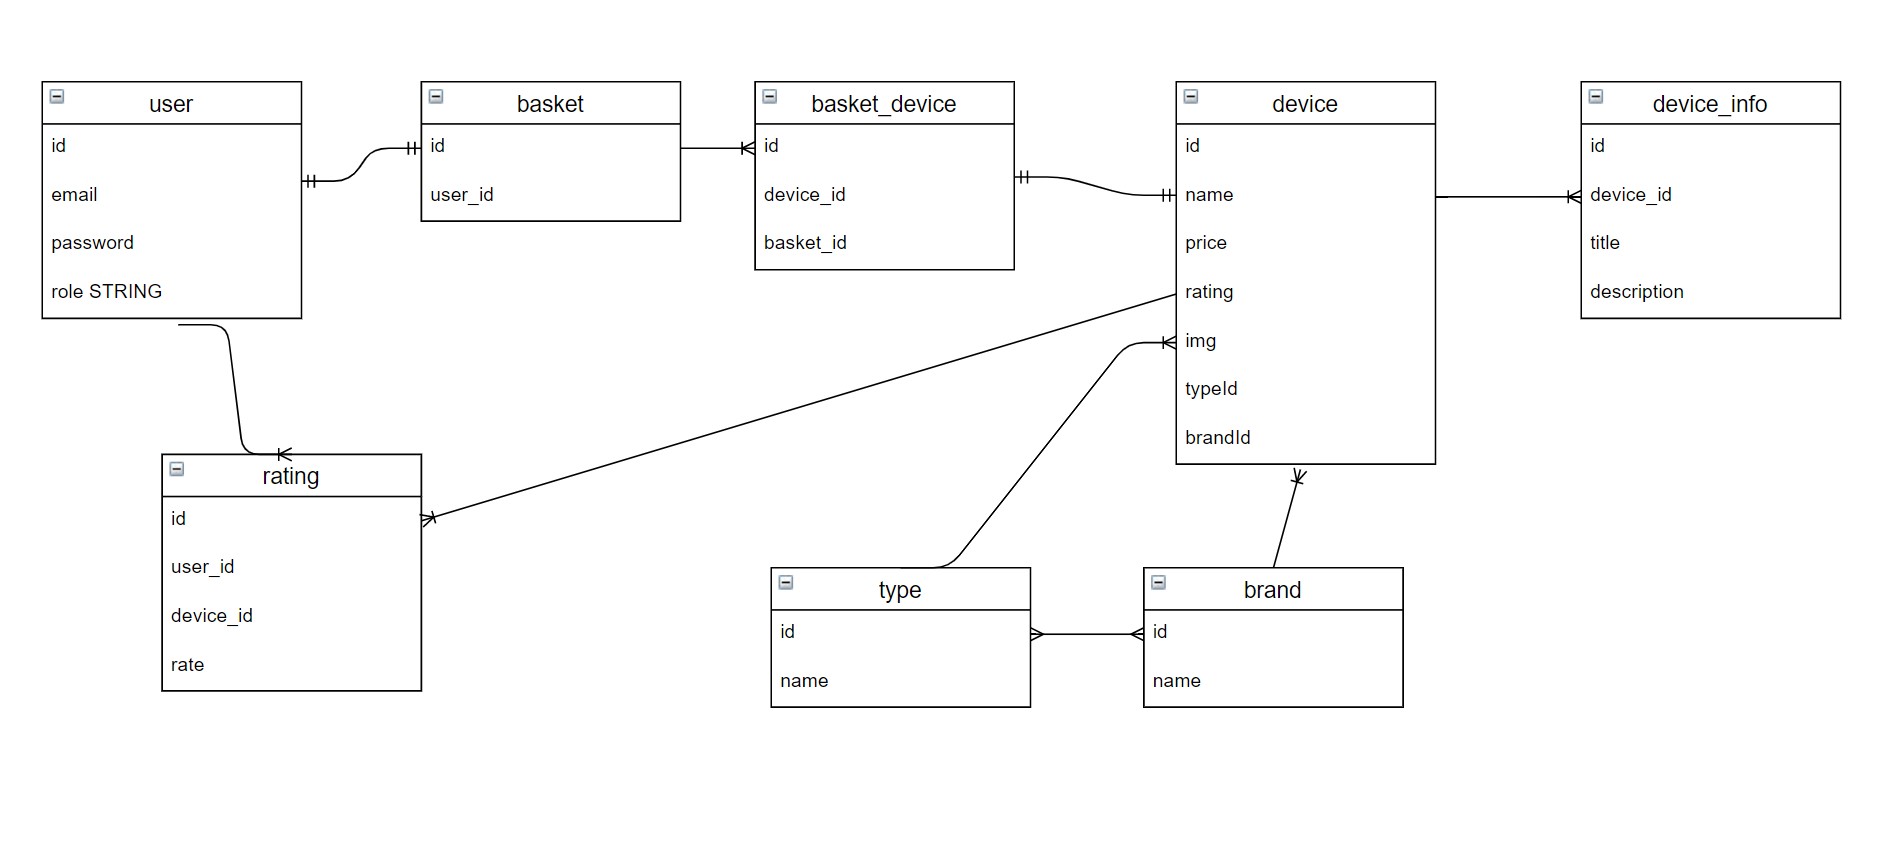 user
id
email
password
role STRING
basket
id
user_id
basket_device
id
device_id
basket_id
device
id
name
price
rating
img
typeId
brandId
device_info
id
device_id
title
description
rating
id
user_id
device_id
rate
type
id
name
brand
id
name